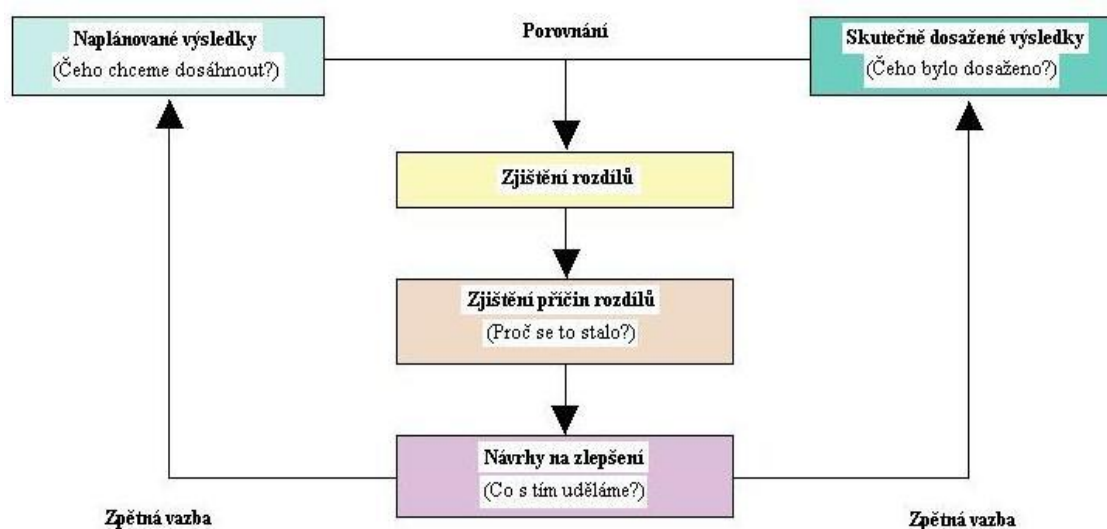 Naplánované výsledky
(Čeho chceme dosáhnout?)
Porovnání
Skutečně dosažené výsledky
(Čeho bylo dosaženo?)
Zjištění rozdílů
Zjištění příčin rozdílů
(Proč se to stalo?)
Návrhy na zlepšení
(Co s tím uděláme?)
Zpětná vazba
Zpětná vazba